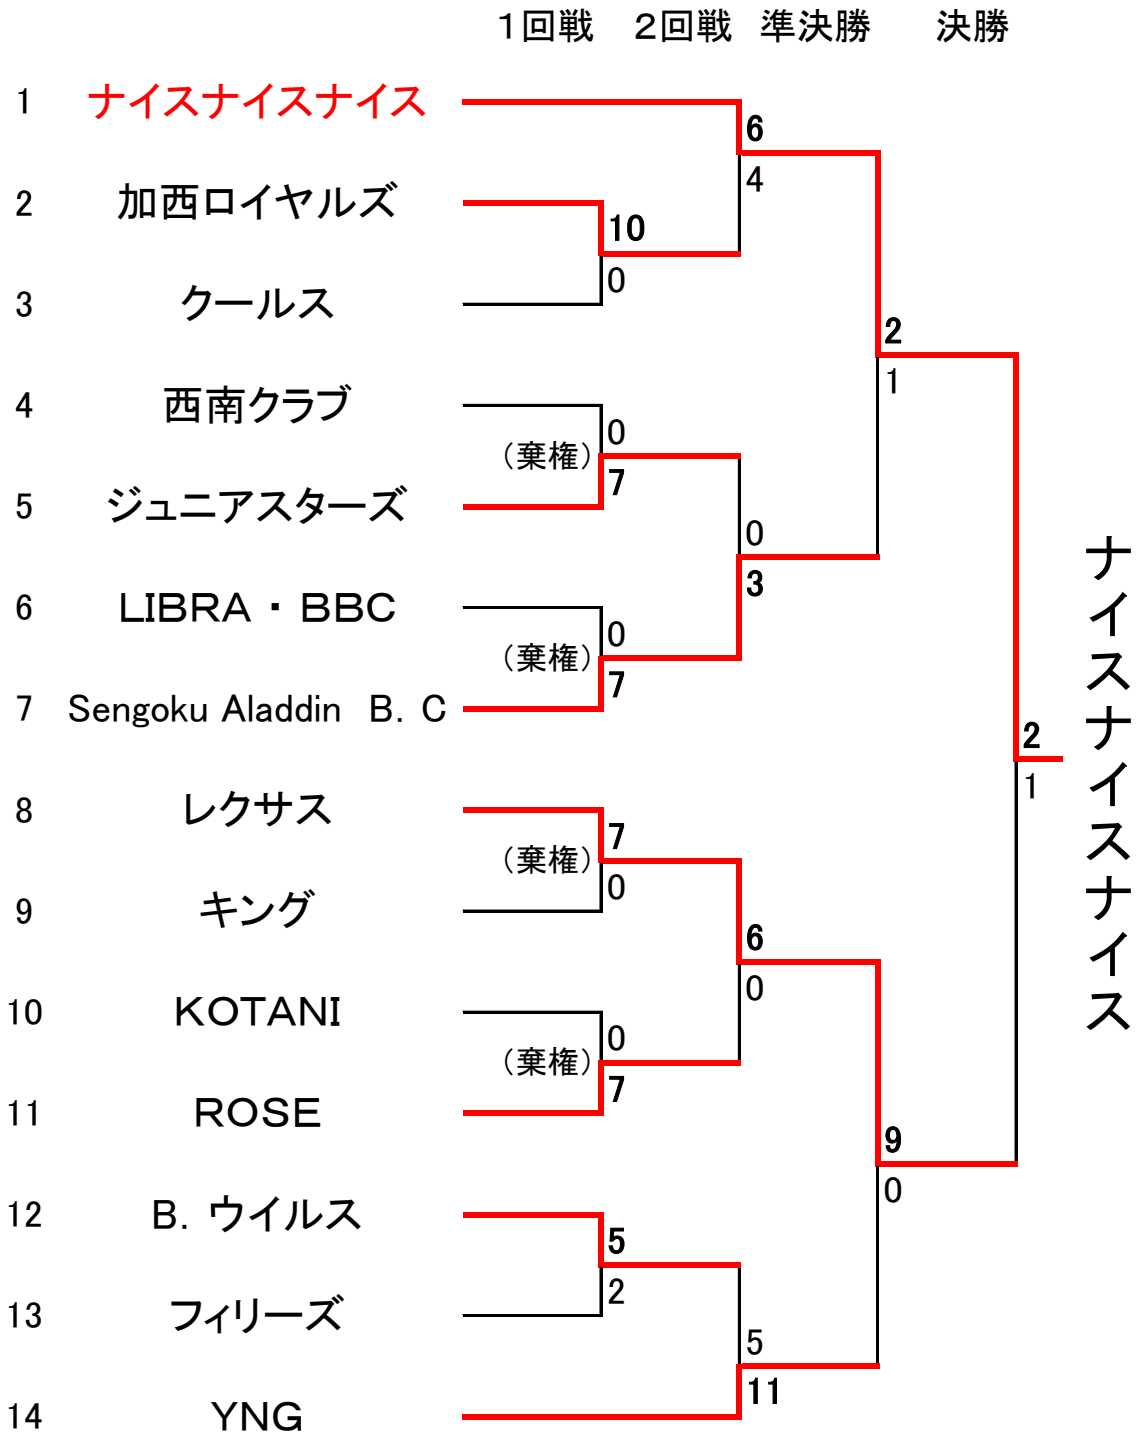 １回戦 ２回戦 準決勝 決勝
1 ナイスナイスナイス
6
4
2 加西ロイヤルズ
10
0
3 クールス
2
1
4 西南クラブ
0
（棄権）
7
5 ジュニアスターズ
0
3
6 LIBRA・BBC
0
（棄権）
7
7 Sengoku Aladdin B．C
2
1
ナイスナイスナイス
8 レクサス
7
（棄権）
0
9 キング
6
0
10 KOTANI
0
（棄権）
7
11 ROSE
9
0
12 B．ウイルス
5
2
13 フィリーズ
5
11
14 YNG